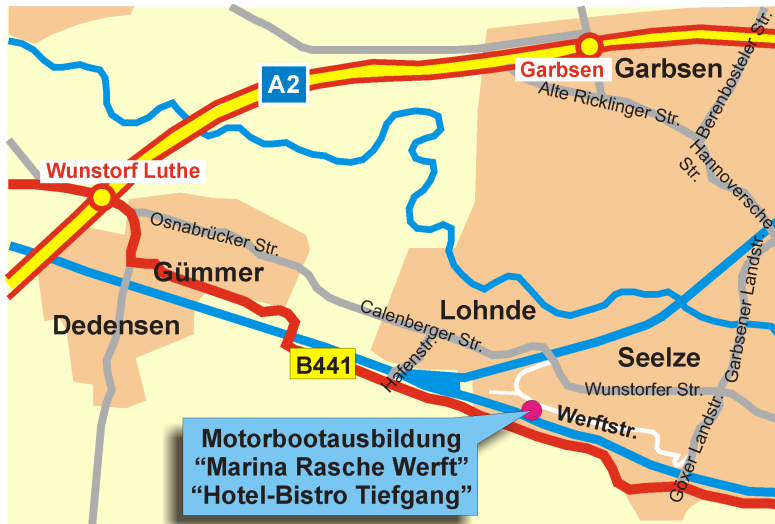 Berenbosteler Str.
Garbsen
Garbsen
A2
Alte Ricklinger Str.
Hannoversche
Str.
Wunstorf Luthe
Osnabrücker Str.
Gümmer
Dedensen
Calenberger Str.
Lohnde
Garbsener Landstr.
B441
Hafenstr.
Seelze
Wunstorfer Str.
Werftstr.
Göxer Landstr.
Motorbootausbildung
“Marina Rasche Werft”
“Hotel-Bistro Tiefgang”